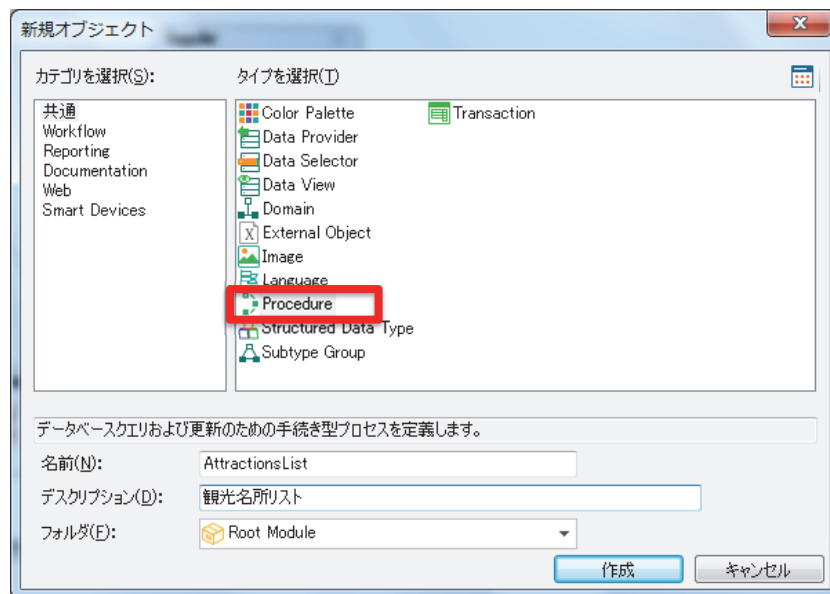 新規オブジェクト
カテゴリを選択(S):
タイプを選択(T)
共通
Workflow
Reporting
Documentation
Web
Smart Devices
Color Palette
Data Provider
Data Selector
Data View
Domain
External Object
Image
Language
Procedure
Structured Data Type
Subtype Group
Transaction
データベースクエリおよび更新のための手続き型プロセスを定義します。
名前(N): AttractionsList
デスクリプション(D): 観光名所リスト
フォルダ(F): Root Module
作成 キャンセル